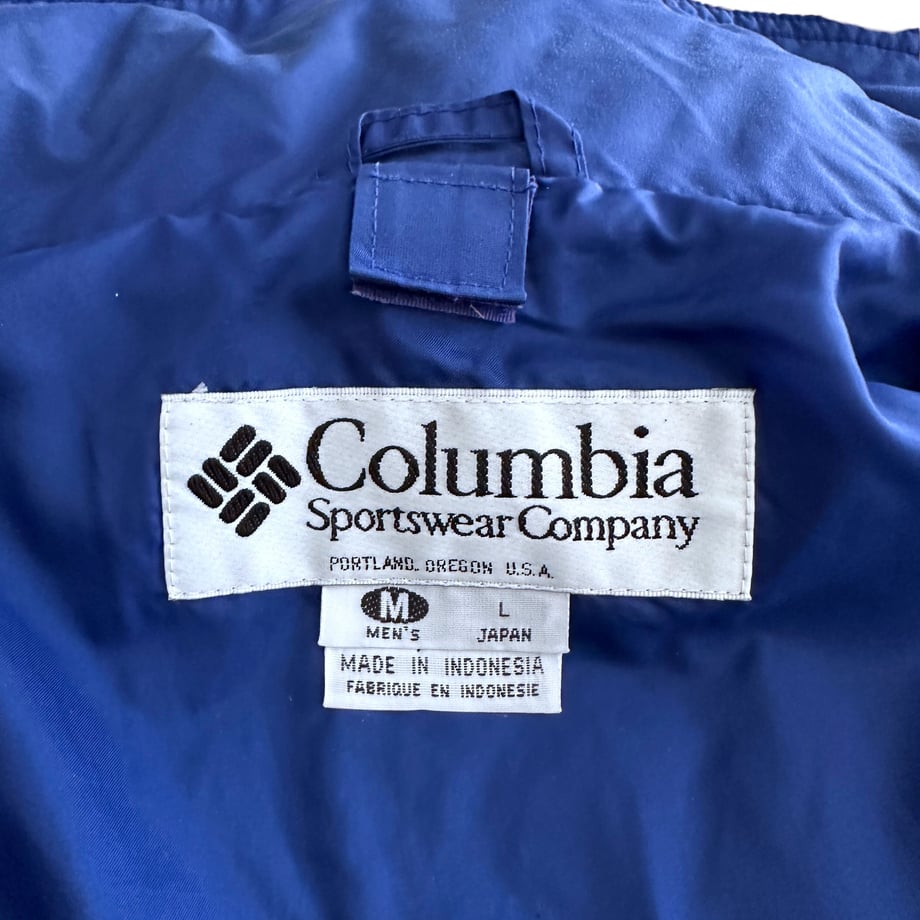 Columbia
Sportswear Company
PORTLAND. OREGON U.S.A.
M L
MEN'S JAPAN
MADE IN INDONESIA
FABRIQUE EN INDONESIE